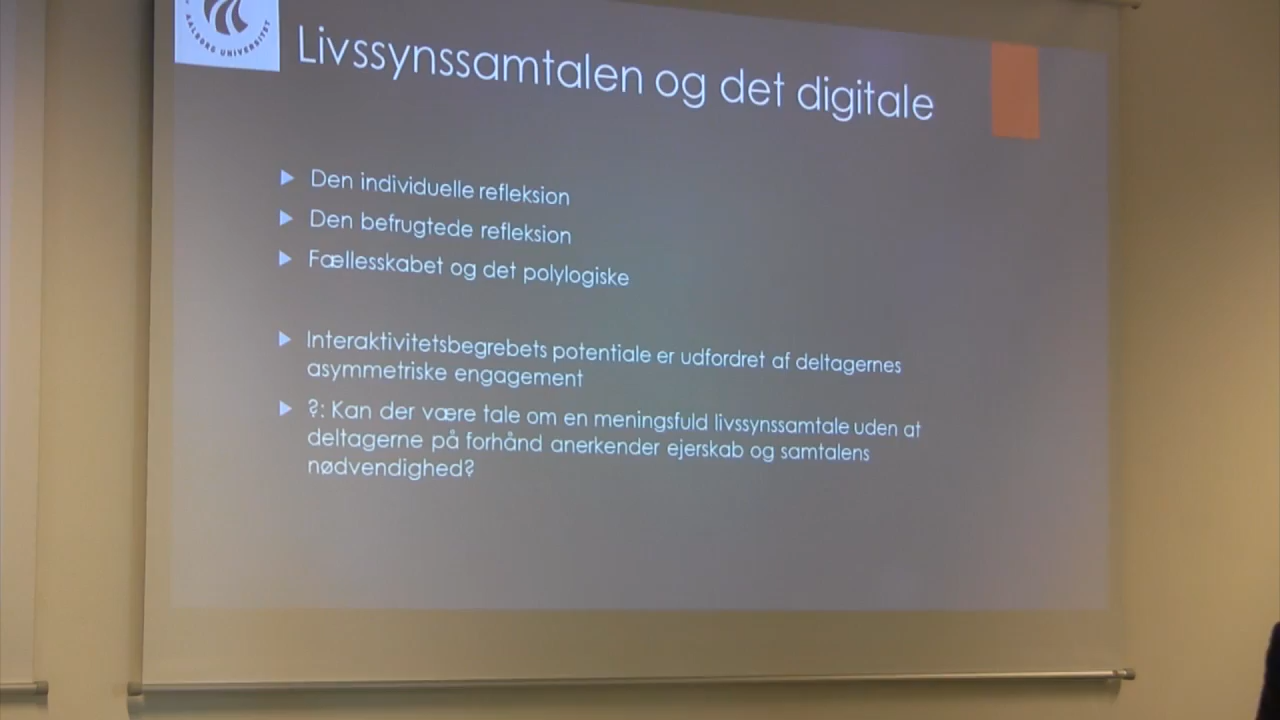 AALBORG UNIVERSITET
Livssynssamtalen og det digitale
Den individuelle refleksion
Den befrugtede refleksion
Fællesskabet og det polylogiske
Interaktivitetsbegrebets potentiale er udfordret af deltagernes
asymmetriske engagement
?: Kan der være tale om en meningsfuld livssynssamtale uden at
deltagerne på forhånd anerkender ejerskab og samtalens
nødvendighed?